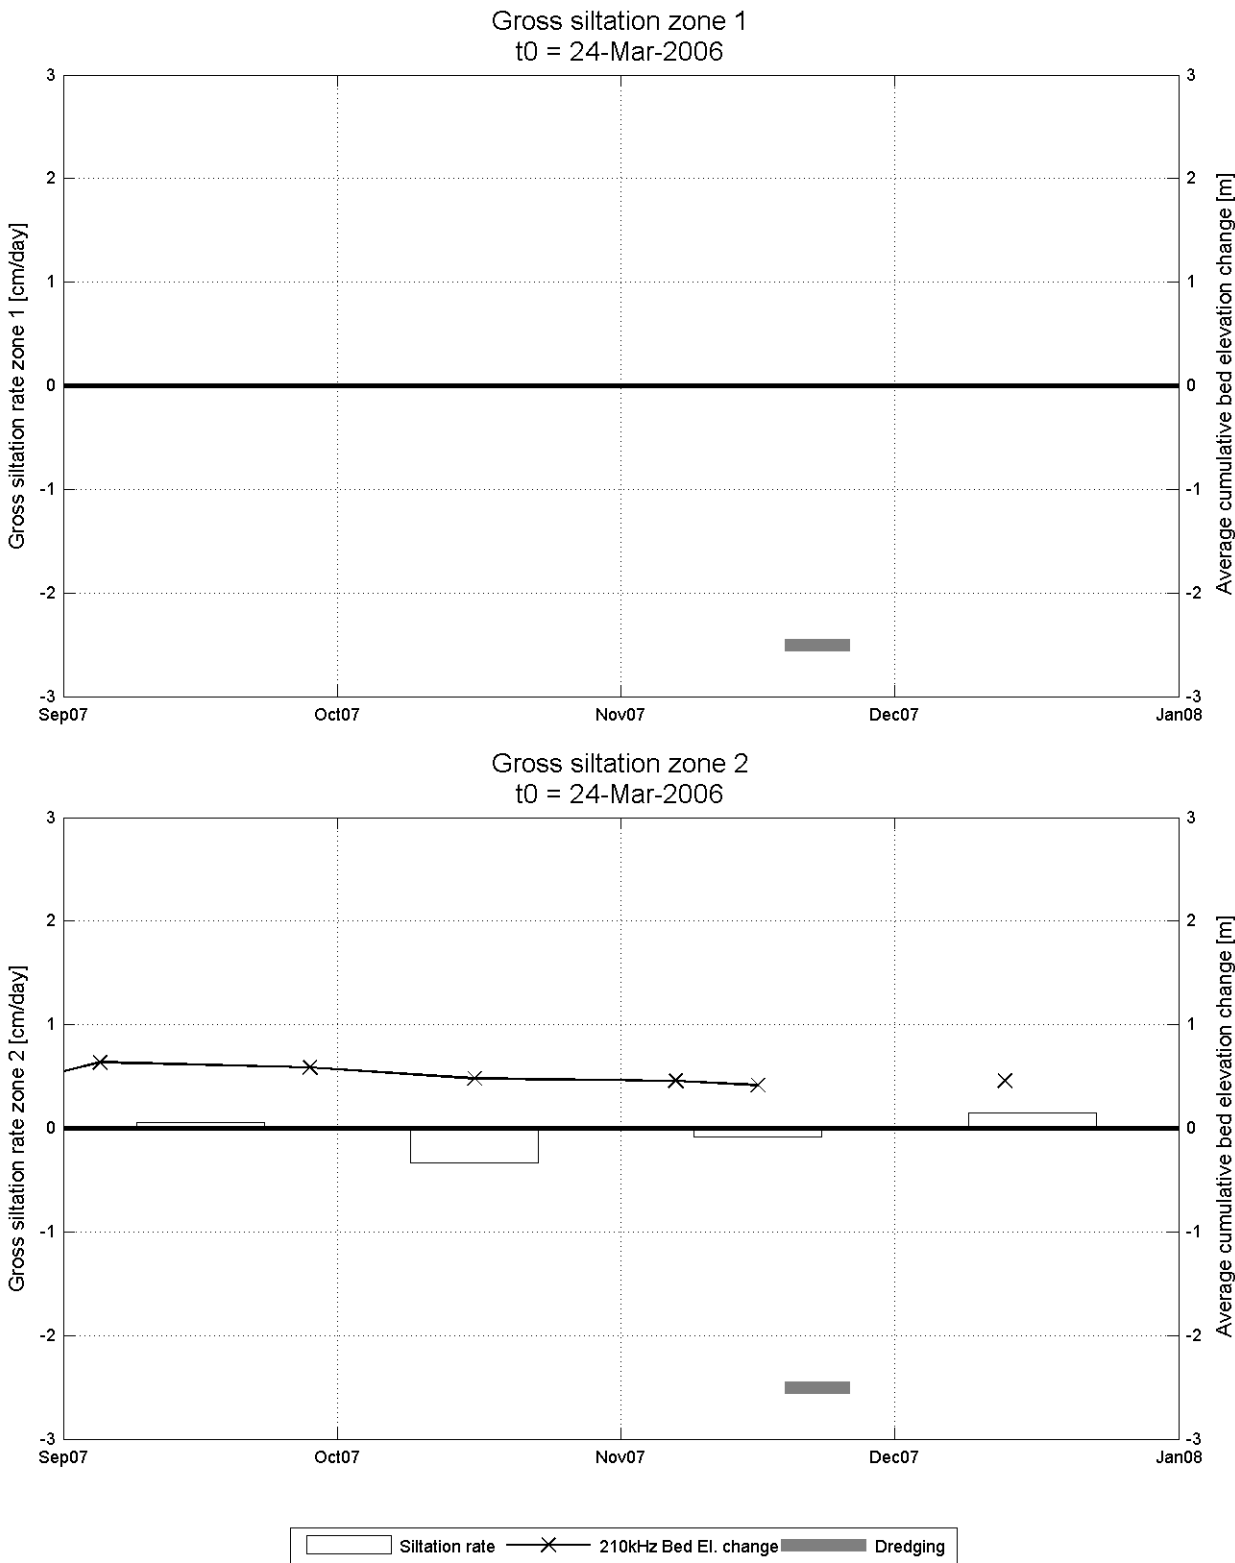 Gross siltation zone 1
t0 = 24-Mar-2006
3
2
1
0
-1
-2
-3
Gross siltation rate zone 1 [cm/day]
3
2
1
0
-1
-2
-3
Average cumulative bed elevation change [m]
Sep07 Oct07 Nov07 Dec07 Jan08
Gross siltation zone 2
t0 = 24-Mar-2006
3
2
1
0
-1
-2
-3
Gross siltation rate zone 2 [cm/day]
3
2
1
0
-1
-2
-3
Average cumulative bed elevation change [m]
Sep07 Oct07 Nov07 Dec07 Jan08
Siltation rate 210kHz Bed El. change Dredging